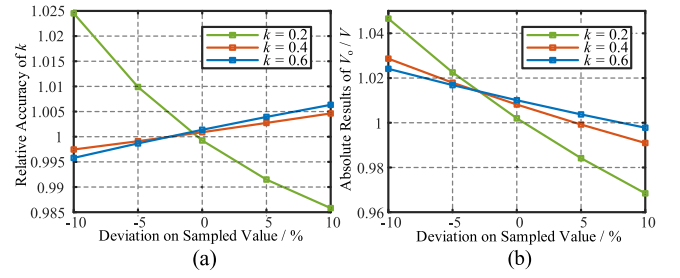 1.025
1.02
1.015
1.01
1.005
1
0.995
0.99
0.985
Relative Accuracy of k
k = 0.2
k = 0.4
k = 0.6
-10
-5
0
5
10
Deviation on Sampled Value / %
(a)
1.04
1.02
1
0.98
0.96
Absolute Results of Vo / V
k = 0.2
k = 0.4
k = 0.6
-10
-5
0
5
10
Deviation on Sampled Value / %
(b)